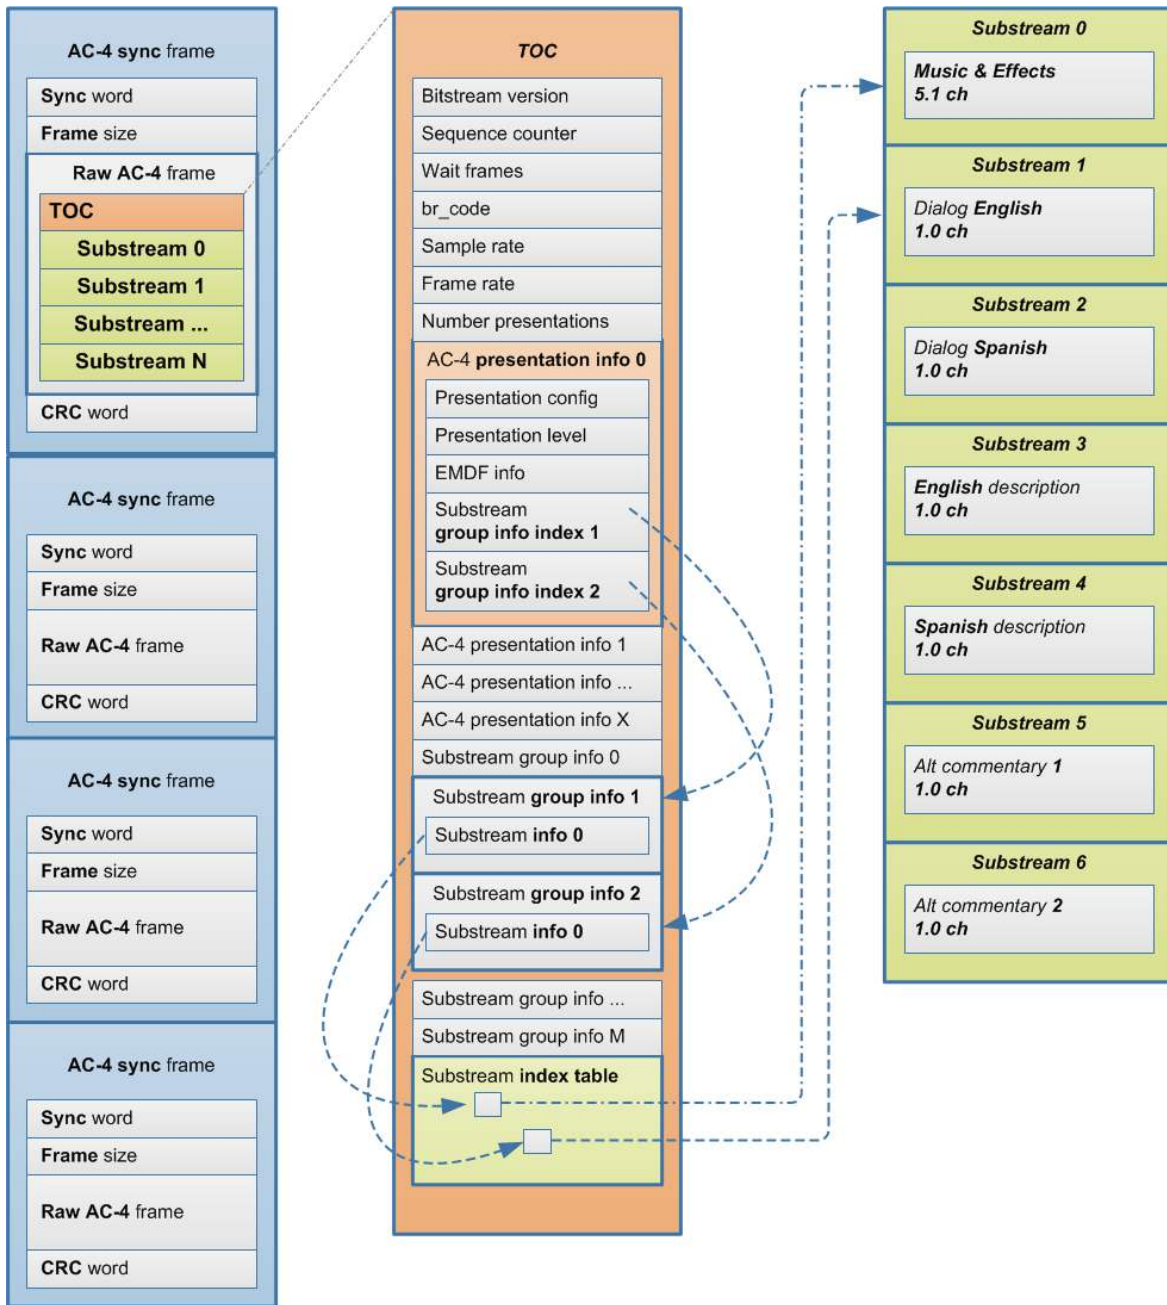 AC-4 sync frame
Sync word
Frame size
Raw AC-4 frame
TOC
Substream 0
Substream 1
Substream ...
Substream N
CRC word
AC-4 sync frame
Sync word
Frame size
Raw AC-4 frame
CRC word
AC-4 sync frame
Sync word
Frame size
Raw AC-4 frame
CRC word
AC-4 sync frame
Sync word
Frame size
Raw AC-4 frame
CRC word
TOC
Bitstream version
Sequence counter
Wait frames
br_code
Sample rate
Frame rate
Number presentations
AC-4 presentation info 0
Presentation config
Presentation level
EMDF info
Substream
group info index 1
Substream
group info index 2
AC-4 presentation info 1
AC-4 presentation info ...
AC-4 presentation info X
Substream group info 0
Substream group info 1
Substream info 0
Substream group info 2
Substream info 0
Substream group info ...
Substream group info M
Substream index table
Substream 0
Music & Effects
5.1 ch
Substream 1
Dialog English
1.0 ch
Substream 2
Dialog Spanish
1.0 ch
Substream 3
English description
1.0 ch
Substream 4
Spanish description
1.0 ch
Substream 5
Alt commentary 1
1.0 ch
Substream 6
Alt commentary 2
1.0 ch